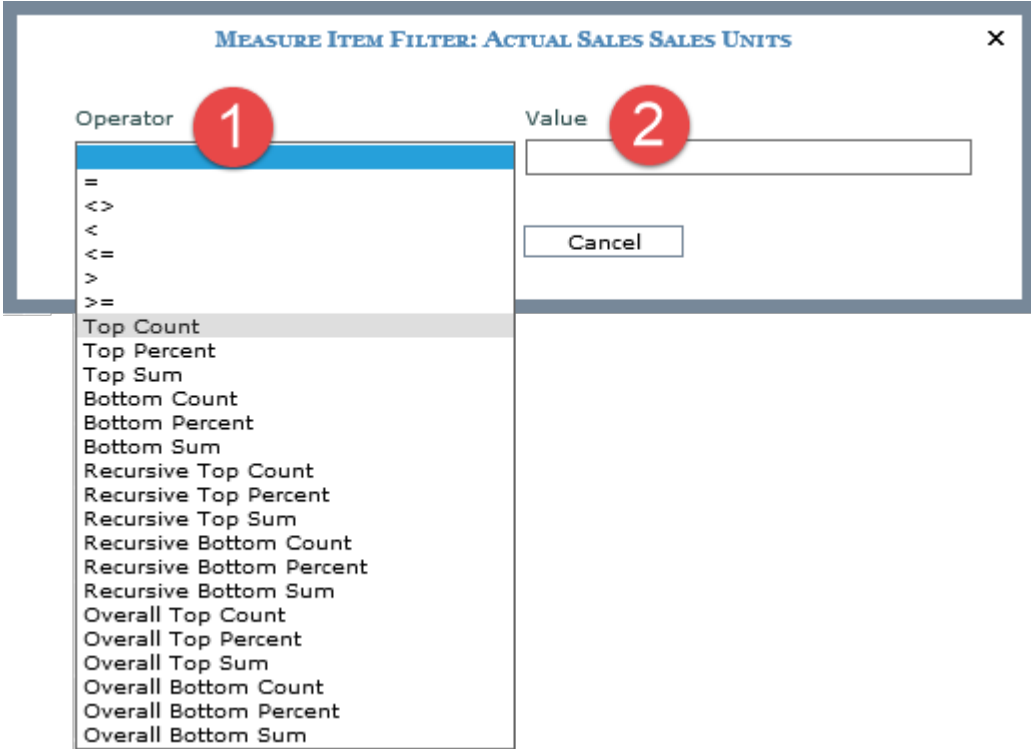 Measure Item Filter: Actual Sales Sales Units ×
Operator 1 Value 2
=
<>
<
<=
>
>=
Cancel
Top Count
Top Percent
Top Sum
Bottom Count
Bottom Percent
Bottom Sum
Recursive Top Count
Recursive Top Percent
Recursive Top Sum
Recursive Bottom Count
Recursive Bottom Percent
Recursive Bottom Sum
Overall Top Count
Overall Top Percent
Overall Top Sum
Overall Bottom Count
Overall Bottom Percent
Overall Bottom Sum